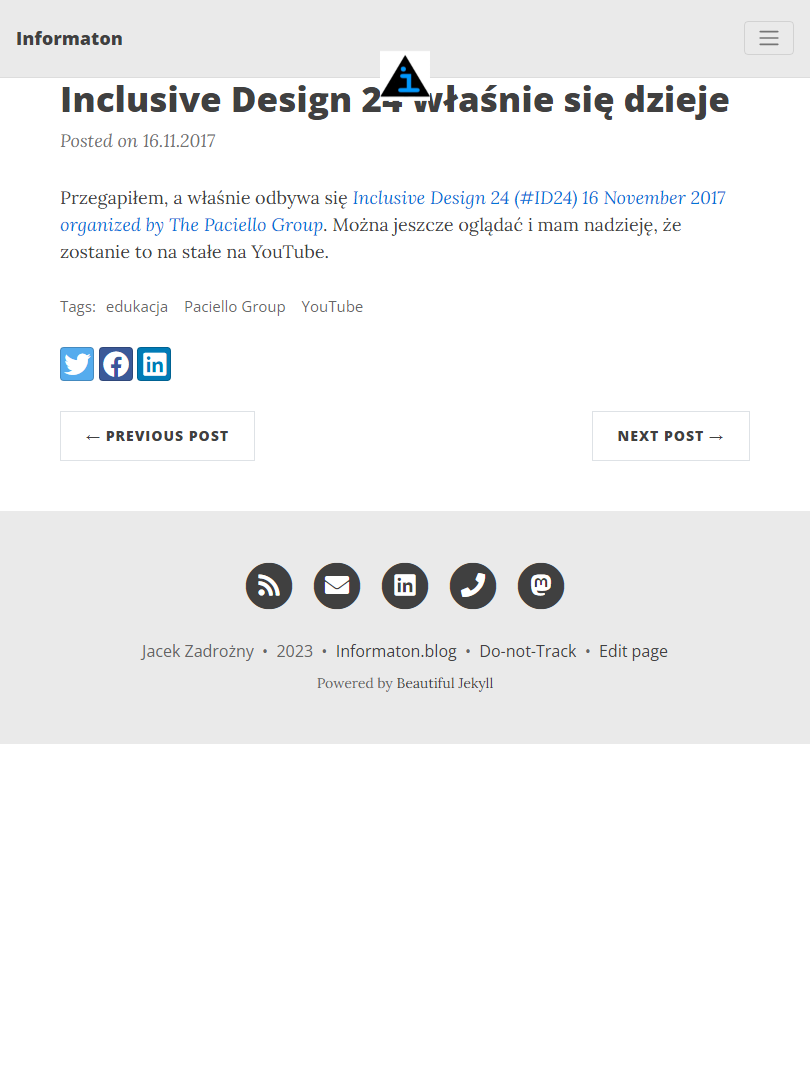 Informaton
Inclusive Design 24 właśnie się dzieje
Posted on 16.11.2017
Przegapiłem, a właśnie odbywa się Inclusive Design 24 (#ID24) 16 November 2017
organized by The Paciello Group. Można jeszcze oglądać i mam nadzieję, że
zostanie to na stałe na YouTube.
Tags: edukacja Paciello Group YouTube
← PREVIOUS POST
NEXT POST →
Jacek Zadrożny • 2023 • Informaton.blog • Do-not-Track • Edit page
Powered by Beautiful Jekyll